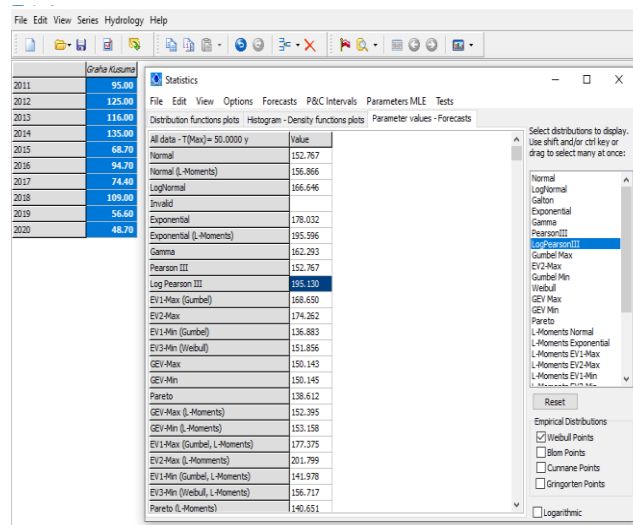 File Edit View Series Hydrology Help
Graha Kusuma
2011 95.00
2012 125.00
2013 116.00
2014 135.00
2015 68.70
2016 94.70
2017 74.40
2018 109.00
2019 56.60
2020 48.70
Statistics
File Edit View Options Forecasts P&C Intervals Parameters MLE Tests
Distribution functions plots Histogram - Density functions plots Parameter values - Forecasts
All data - T(Max)= 50.0000 y Value
Normal 152.767
Normal (L-Moments) 156.866
LogNormal 166.646
Invalid
Exponential 178.032
Exponential (L-Moments) 195.596
Gamma 162.293
Pearson III 152.767
Log Pearson III 195.130
EV1-Max (Gumbel) 168.650
EV2-Max 174.262
EV1-Min (Gumbel) 136.883
EV3-Min (Weibull) 151.856
GEV-Max 150.143
GEV-Min 150.145
Pareto 138.612
GEV-Max (L-Moments) 152.395
GEV-Min (L-Moments) 153.158
EV1-Max (Gumbel, L-Moments) 177.375
EV2-Max (L-Momments) 201.799
EV1-Min (Gumbel, L-Moments) 141.978
EV3-Min (Weibull, L-Moments) 156.717
Pareto (L-Moments) 140.651
Select distributions to display.
Use shift and/or ctrl key or
drag to select many at once:
Normal
LogNormal
Galton
Exponential
Gamma
PearsonIII
LogPearsonIII
Gumbel Max
EV2-Max
Gumbel Min
Weibull
GEV Max
GEV Min
Pareto
L-Moments Normal
L-Moments Exponential
L-Moments EV1-Max
L-Moments EV2-Max
L-Moments EV1-Min
Reset
Empirical Distributions
Weibull Points
Blom Points
Cunnane Points
Gringorten Points
Logarithmic